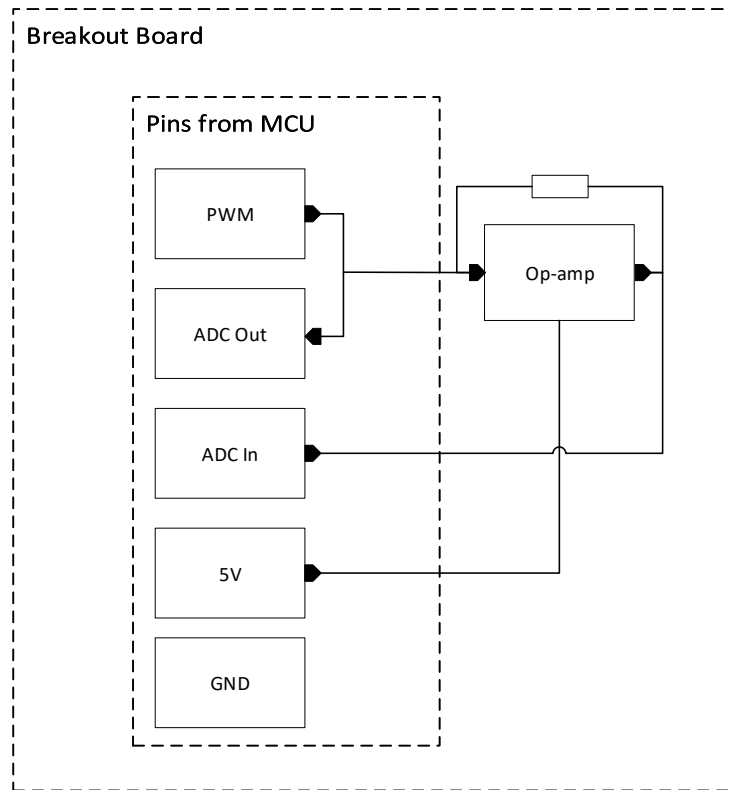 Breakout Board
Pins from MCU
PWM
Op-amp
ADC Out
ADC In
5V
GND